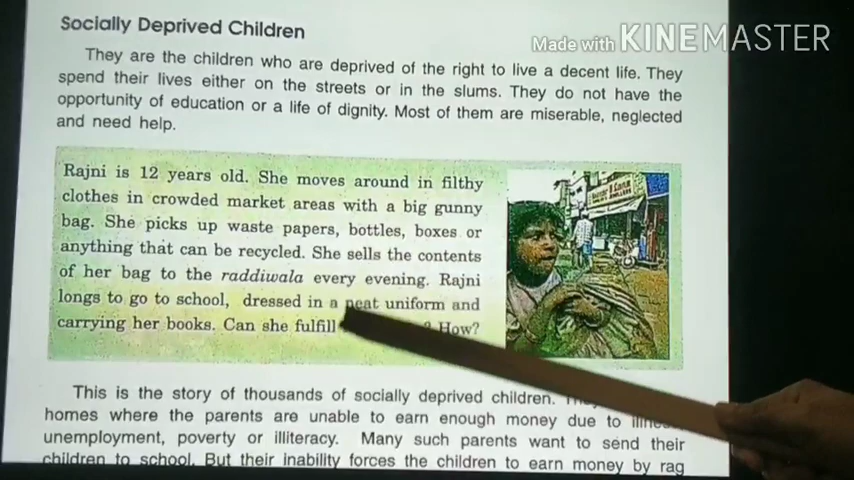 Socially Deprived Children
Made with KINEMASTER
They are the children who are deprived of the right to live a decent life. They
spend their lives either on the streets or in the slums. They do not have the
opportunity of education or a life of dignity. Most of them are miserable, neglected
and need help.
Rajni is 12 years old. She moves around in filthy
clothes in crowded market areas with a big gunny
bag. She picks up waste papers, bottles, boxes or
anything that can be recycled. She sells the contents
of her bag to the raddiwala every evening. Rajni
longs to go to school, dressed in a neat uniform and
carrying her books. Can she fulfill ? How?
This is the story of thousands of socially deprived children.
homes where the parents are unable to earn enough money due to
unemployment, poverty or illiteracy. Many such parents want to send their
children to school. But their inability forces the children to earn money by rag